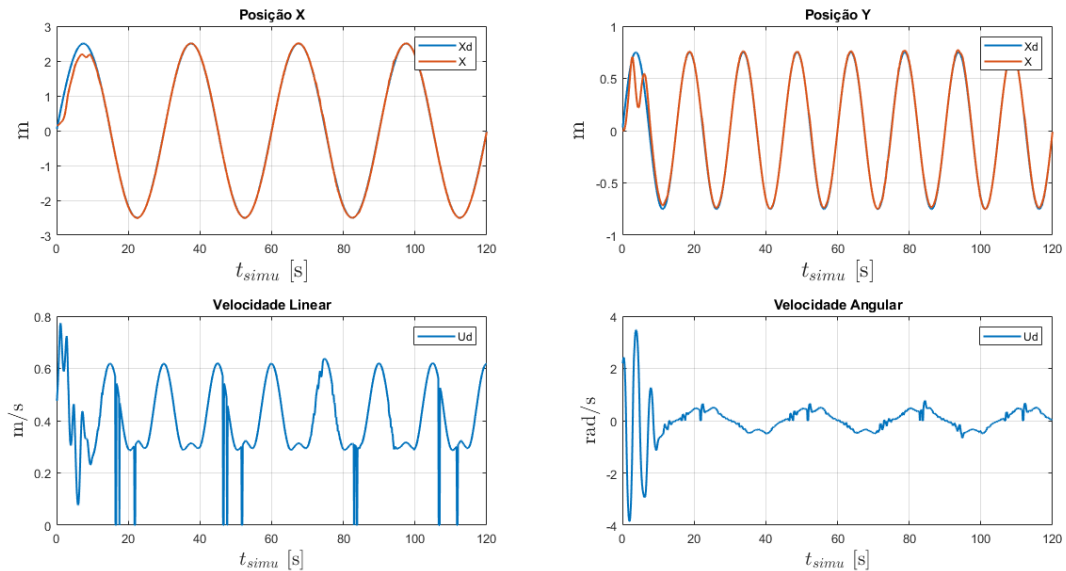 Posição X
3
2
1
0
-1
-2
-3
m
Xd
X
0 20 40 60 80 100 120
t_simu [s]
Posição Y
1
0.5
0
-0.5
-1
m
Xd
X
0 20 40 60 80 100 120
t_simu [s]
Velocidade Linear
0.8
0.6
0.4
0.2
0
m/s
Ud
0 20 40 60 80 100 120
t_simu [s]
Velocidade Angular
4
2
0
-2
-4
rad/s
Ud
0 20 40 60 80 100 120
t_simu [s]